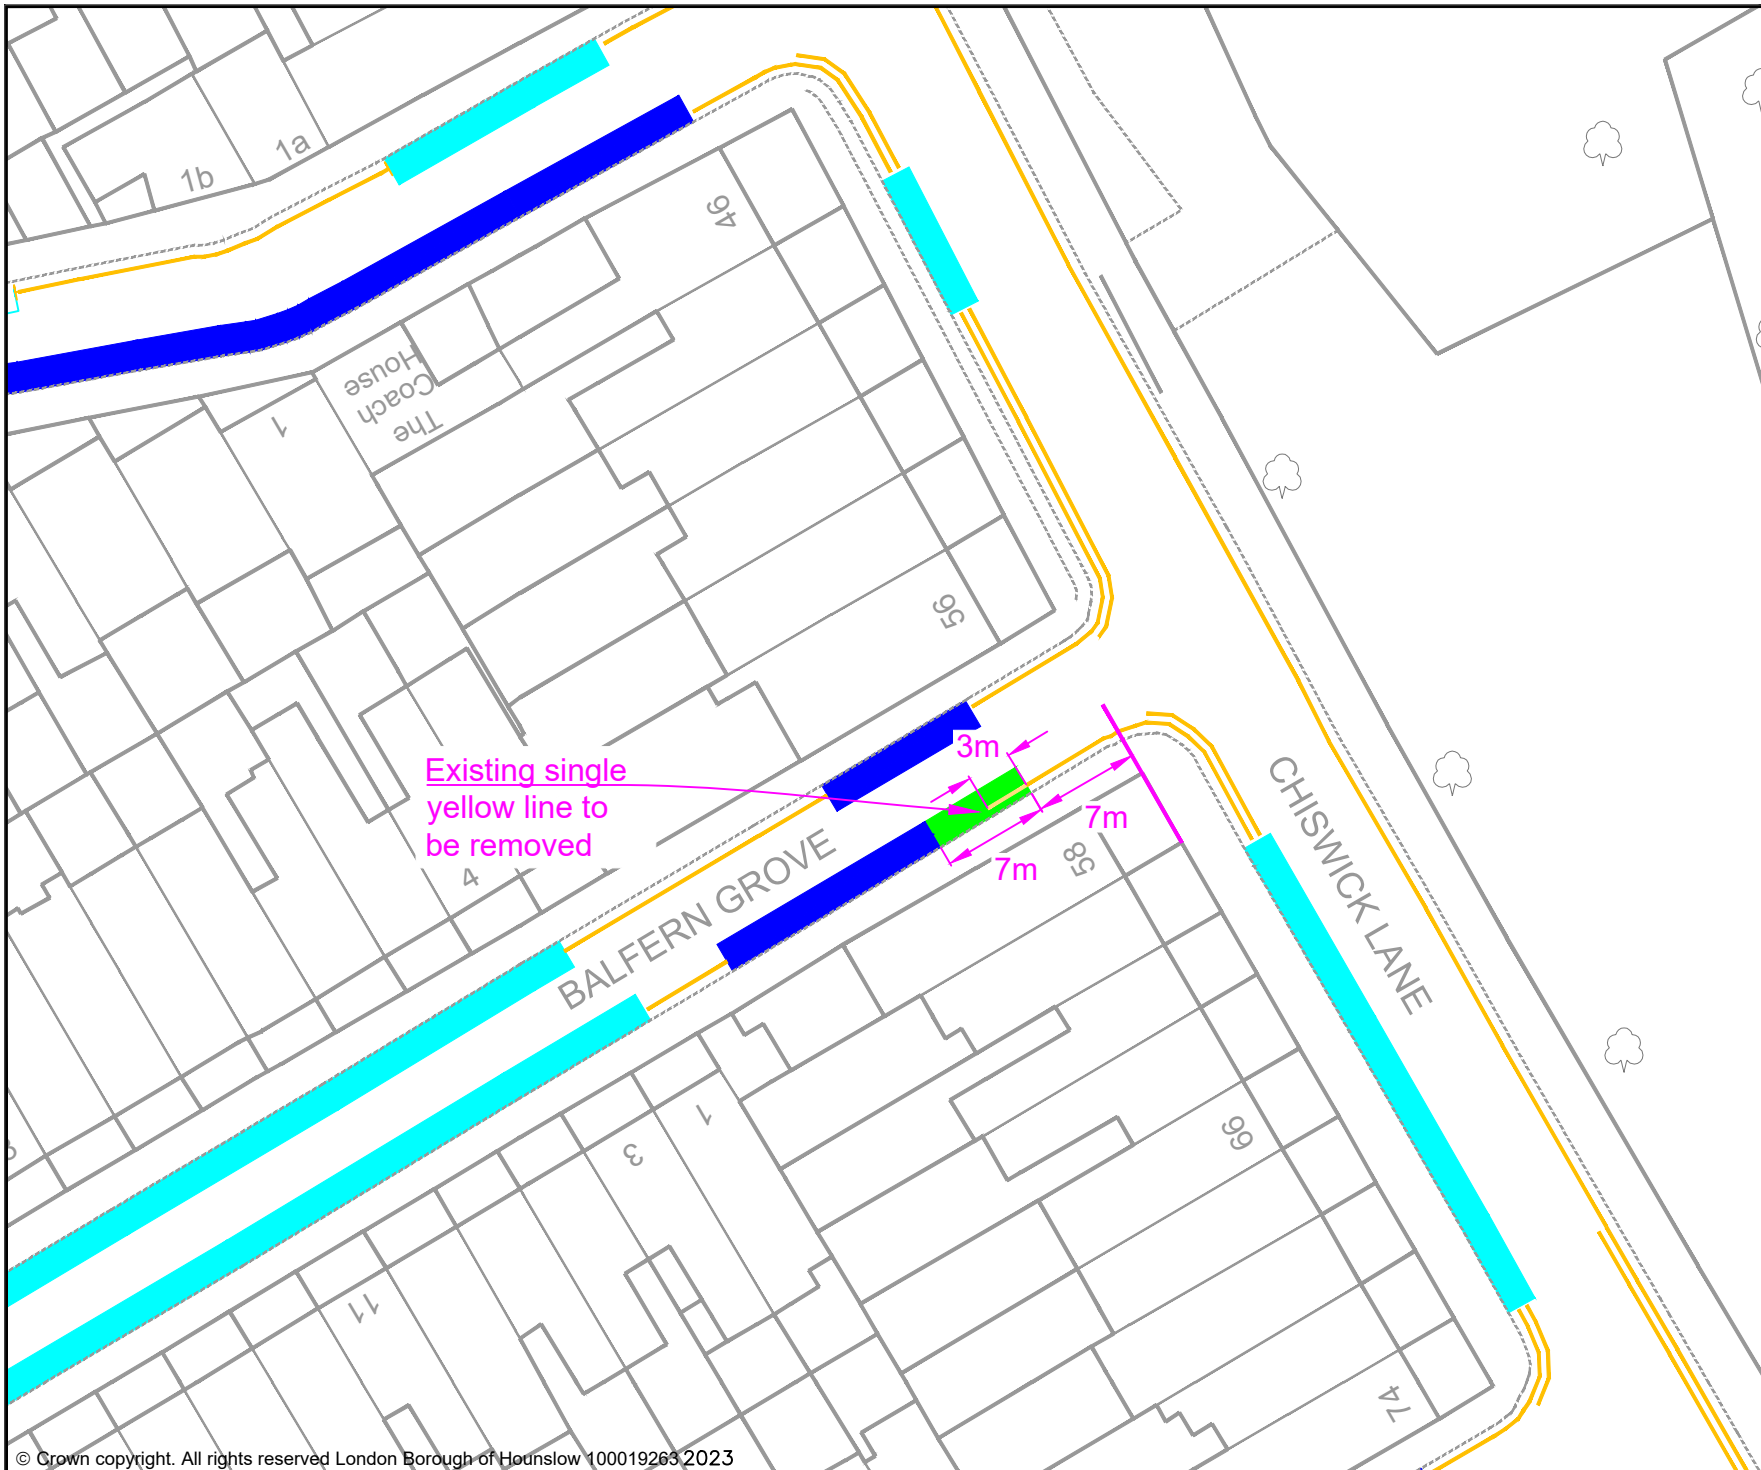 1a
1b
46
The
Coach
House
1
56
3m
Existing single
yellow line to
be removed
7m
7m
58
4
CHISWICK LANE
BALFERN GROVE
1
3
66
11
74
© Crown copyright. All rights reserved London Borough of Hounslow 100019263 2023